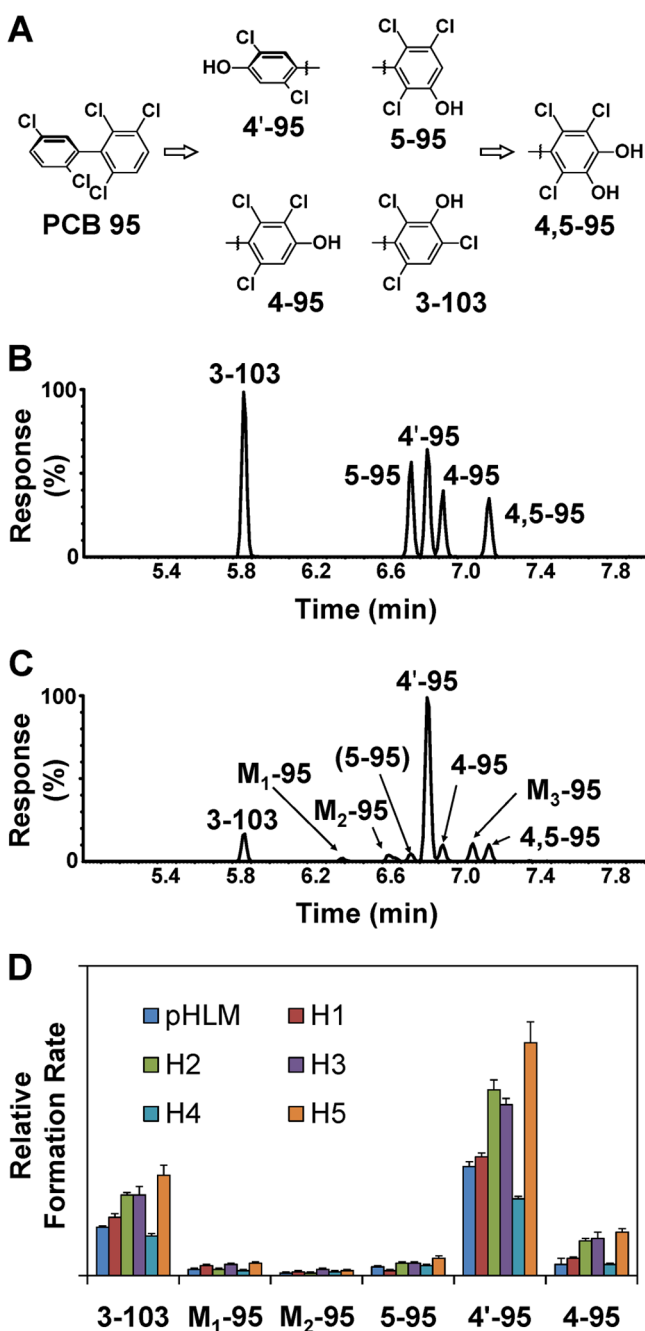 A
Cl
HO
Cl
4'-95
Cl Cl
Cl OH
5-95
Cl
Cl Cl
Cl Cl
PCB 95
Cl Cl
OH
Cl
4-95
Cl OH
Cl
Cl
3-103
Cl Cl
OH
Cl OH
4,5-95
B
3-103
100
Response
(%)
0
5-95
4'-95
4-95
4,5-95
5.4 5.8 6.2 6.6 7.0 7.4 7.8
Time (min)
C
4'-95
100
Response
(%)
0
3-103
M1-95
M2-95
(5-95)
4-95
M3-95
4,5-95
5.4 5.8 6.2 6.6 7.0 7.4 7.8
Time (min)
D
Relative
Formation Rate
pHLM H1
H2 H3
H4 H5
3-103 M1-95 M2-95 5-95 4'-95 4-95